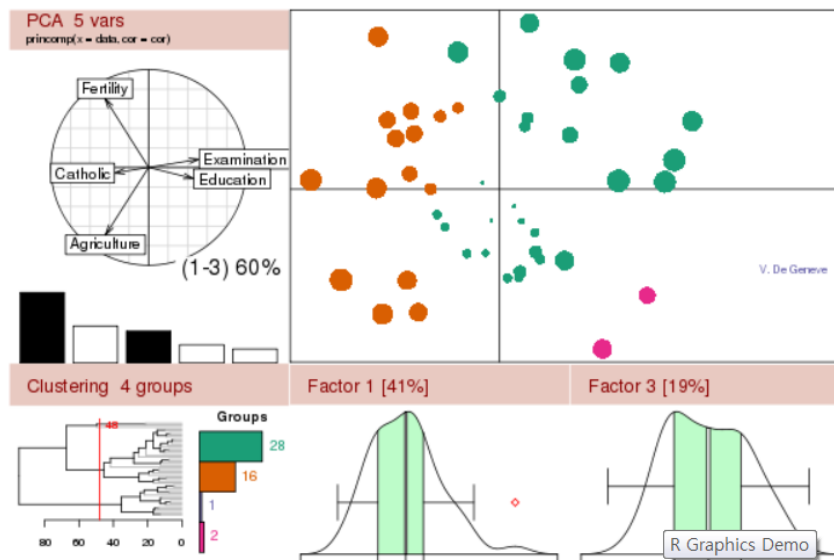 PCA 5 vars
princomp(x = data, cor = cor)
Fertility
Catholic
Examination
Education
Agriculture
(1-3) 60%
V. De Geneve
Clustering 4 groups
Factor 1 [41%]
Factor 3 [19%]
48
Groups
28
16
1
2
80 60 40 20 0
R Graphics Demo